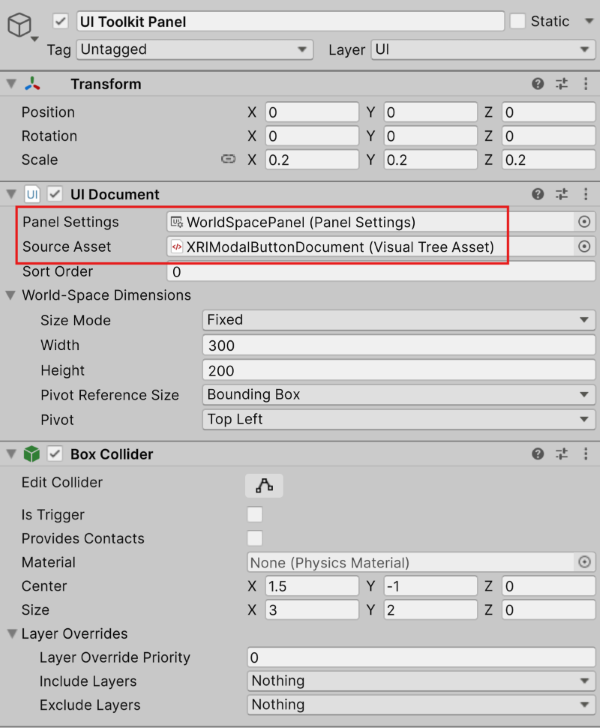 UI Toolkit Panel Static
Tag Untagged Layer UI
Transform
Position X 0 Y 0 Z 0
Rotation X 0 Y 0 Z 0
Scale X 0.2 Y 0.2 Z 0.2
UI UI Document
Panel Settings WorldSpacePanel (Panel Settings)
Source Asset XRIModalButtonDocument (Visual Tree Asset)
Sort Order 0
World-Space Dimensions
Size Mode Fixed
Width 300
Height 200
Pivot Reference Size Bounding Box
Pivot Top Left
Box Collider
Edit Collider
Is Trigger
Provides Contacts
Material None (Physics Material)
Center X 1.5 Y -1 Z 0
Size X 3 Y 2 Z 0
Layer Overrides
Layer Override Priority 0
Include Layers Nothing
Exclude Layers Nothing